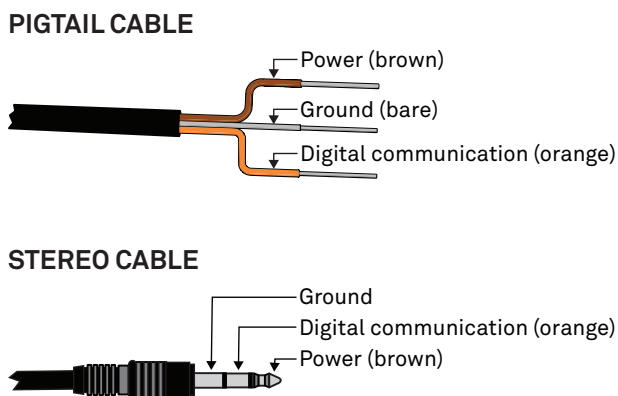 PIGTAIL CABLE
Power (brown)
Ground (bare)
Digital communication (orange)
STEREO CABLE
Ground
Digital communication (orange)
Power (brown)